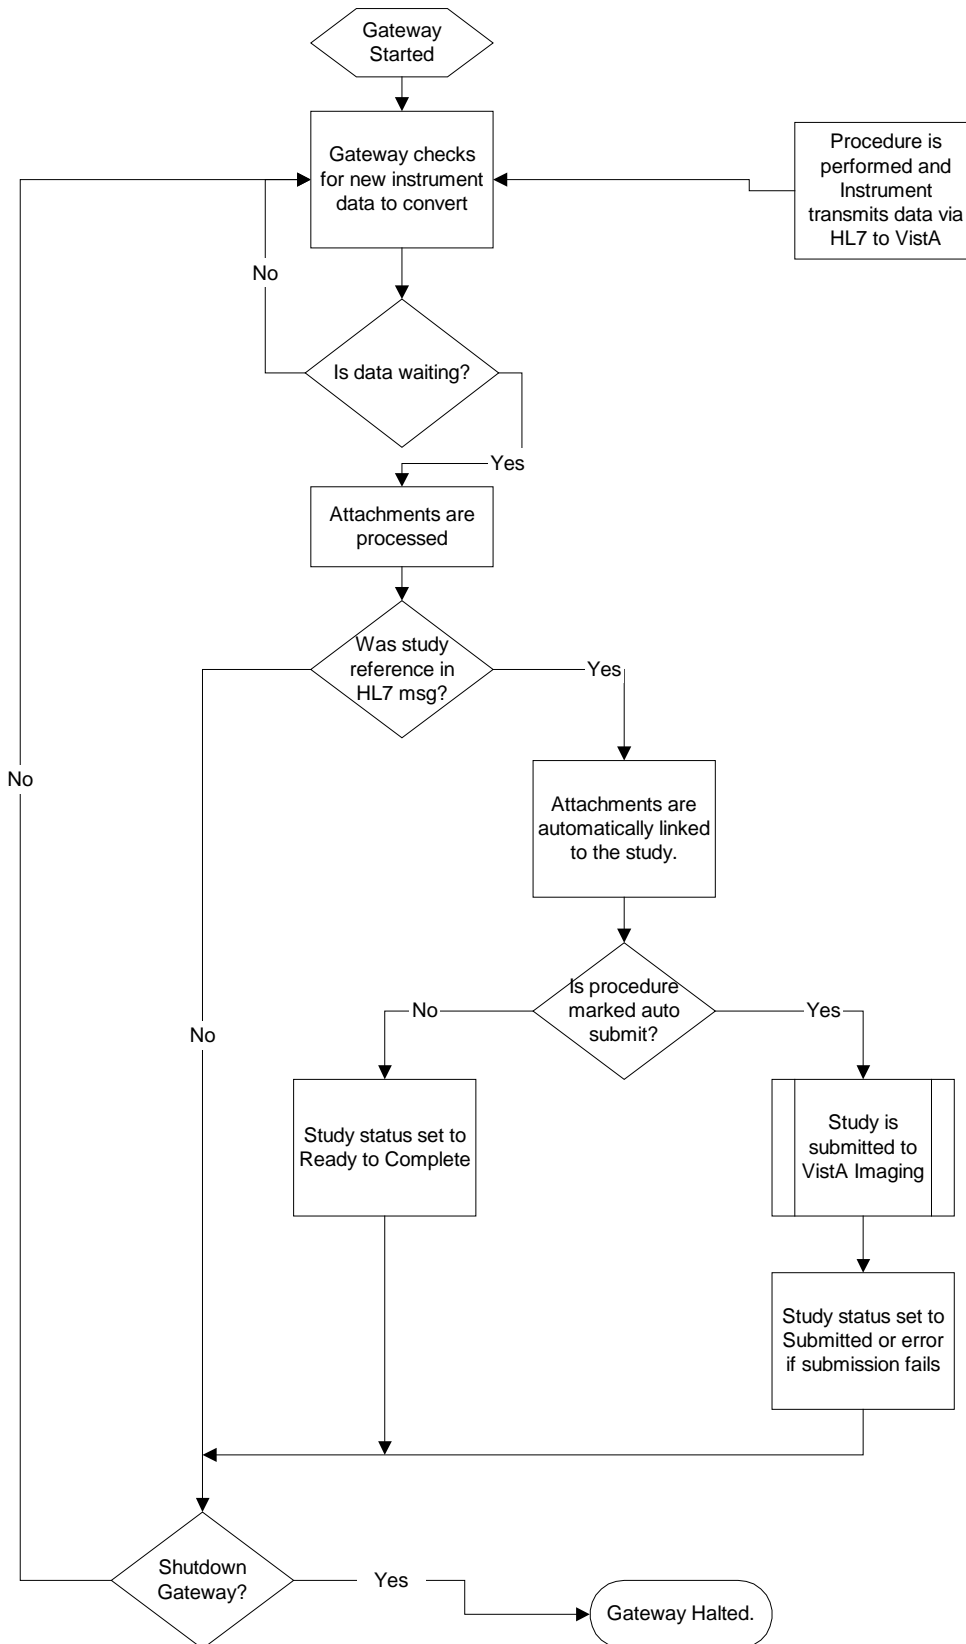 Gateway
Started
Gateway checks
for new instrument
data to convert
Procedure is
performed and
Instrument
transmits data via
HL7 to VistA
No
Is data waiting?
Yes
Attachments are
processed
Was study
reference in
HL7 msg?
Yes
No
Attachments are
automatically linked
to the study.
Is procedure
marked auto
submit?
No
Yes
No
Study status set to
Ready to Complete
Study is
submitted to
VistA Imaging
Study status set to
Submitted or error
if submission fails
Shutdown
Gateway?
Yes
Gateway Halted.